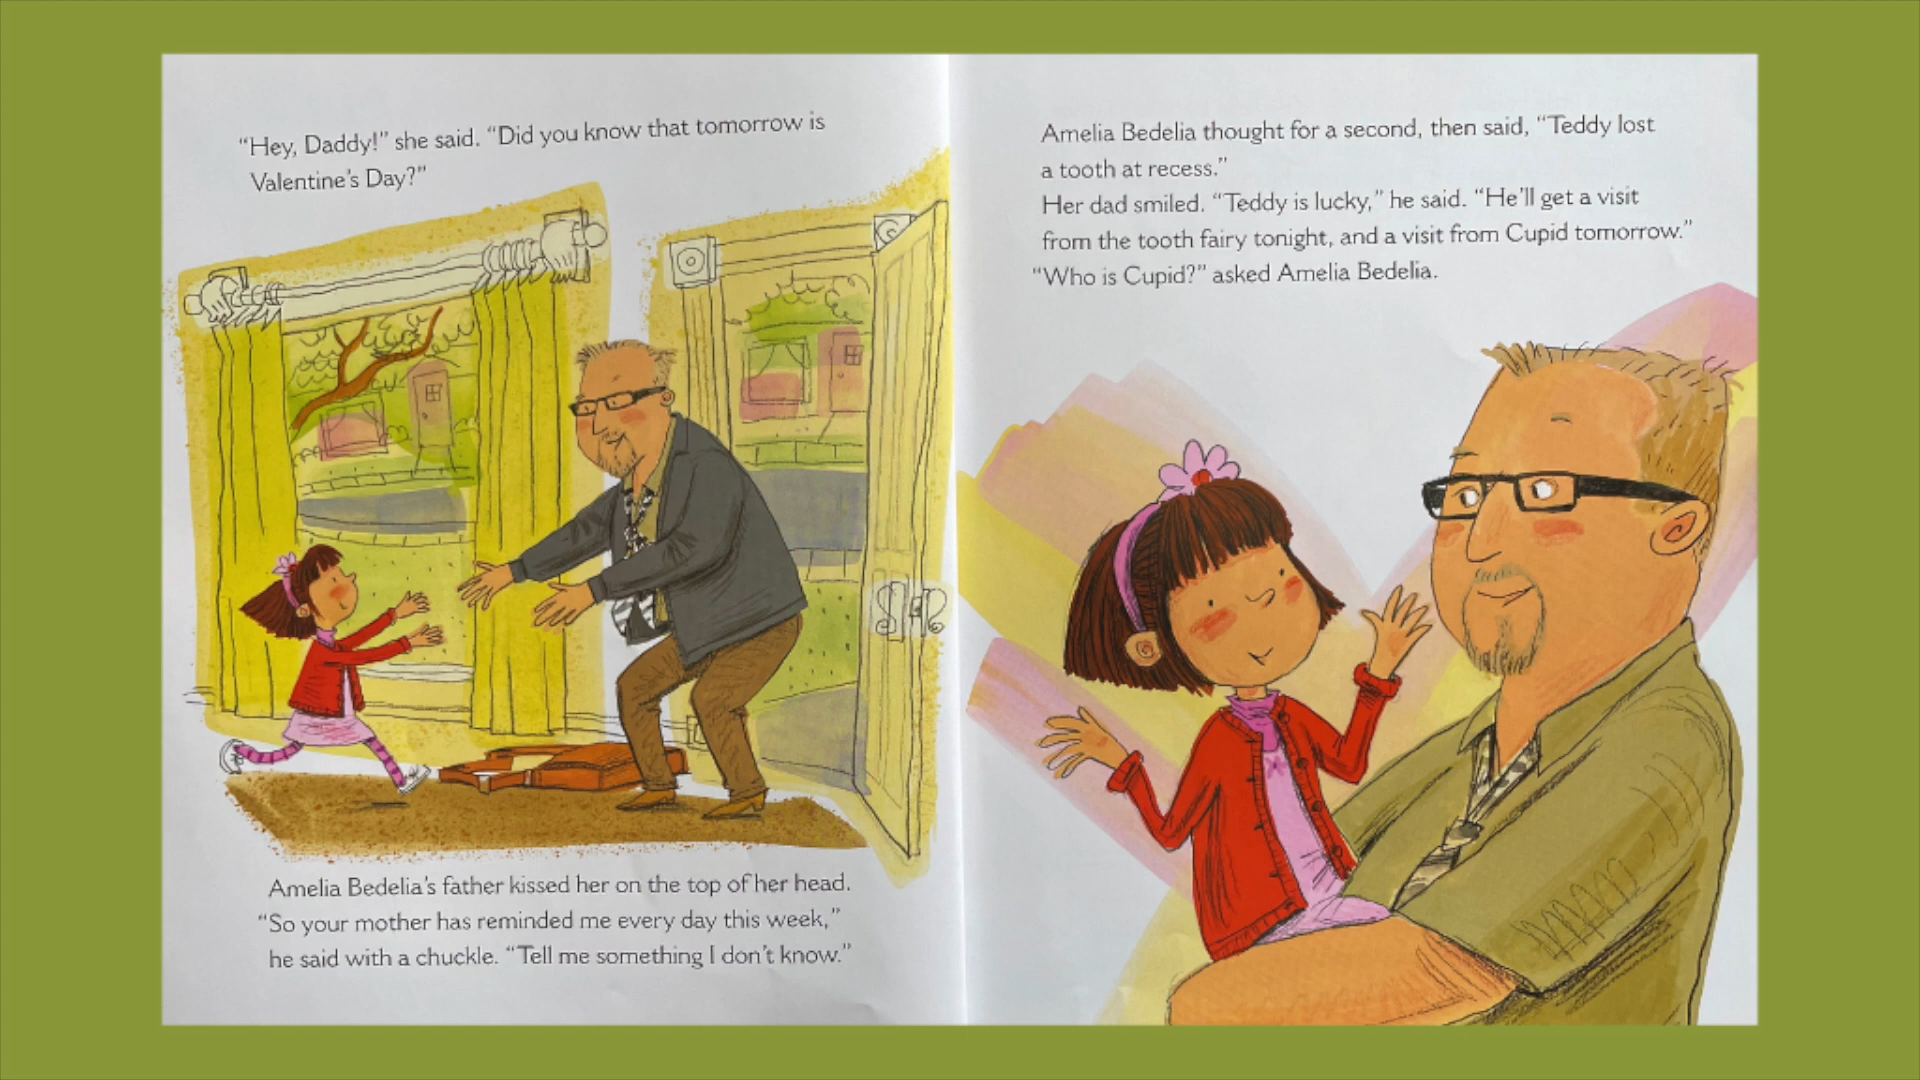 “Hey, Daddy!” she said. “Did you know that tomorrow is
Valentine’s Day?”
Amelia Bedelia’s father kissed her on the top of her head.
“So your mother has reminded me every day this week,”
he said with a chuckle. “Tell me something I don’t know.”
Amelia Bedelia thought for a second, then said, “Teddy lost
a tooth at recess.”
Her dad smiled. “Teddy is lucky,” he said. “He’ll get a visit
from the tooth fairy tonight, and a visit from Cupid tomorrow.”
“Who is Cupid?” asked Amelia Bedelia.